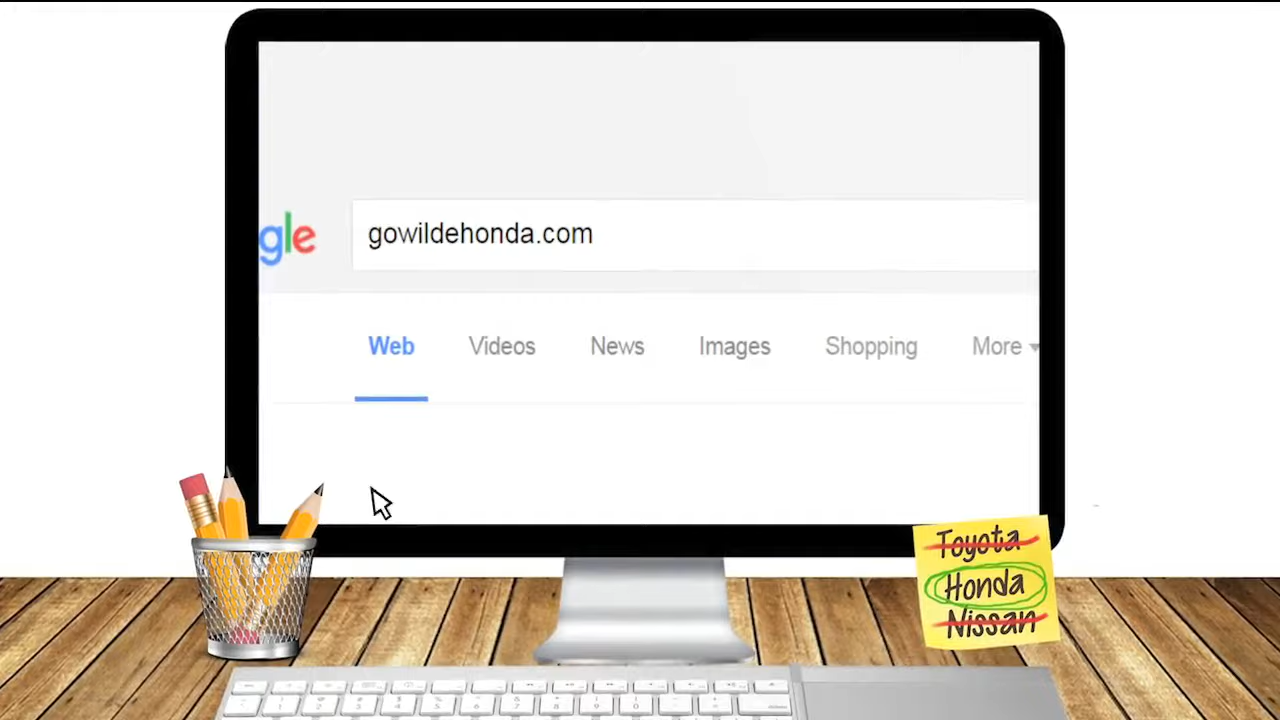 gle
gowildehonda.com
Web Videos News Images Shopping More
Toyota
Honda
Nissan